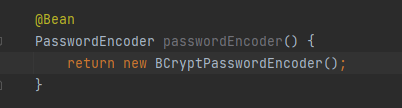 @Bean
PasswordEncoder passwordEncoder() {
    return new BCryptPasswordEncoder();
}